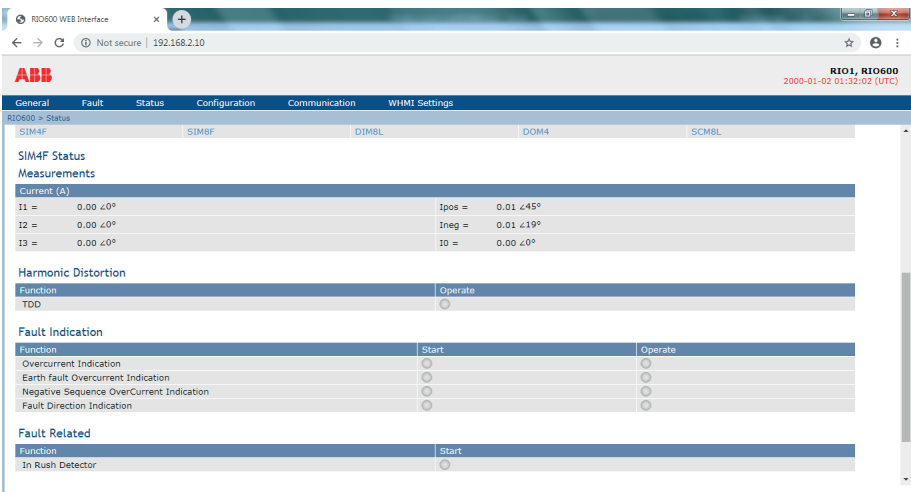 RIO600 WEB Interface
Not secure | 192.168.2.10
ABB
RIO1, RIO600
2000-01-02 01:32:02 (UTC)
General Fault Status Configuration Communication WHMI Settings
RIO600 > Status
SIM4F SIM8F DIM8L DOM4 SCM8L
SIM4F Status
Measurements
Current (A)
I1 = 0.00 ∠0° Ipos = 0.01 ∠45°
I2 = 0.00 ∠0° Ineg = 0.01 ∠19°
I3 = 0.00 ∠0° I0 = 0.00 ∠0°
Harmonic Distortion
Function Operate
TDD
Fault Indication
Function Start Operate
Overcurrent Indication
Earth fault Overcurrent Indication
Negative Sequence OverCurrent Indication
Fault Direction Indication
Fault Related
Function Start
In Rush Detector